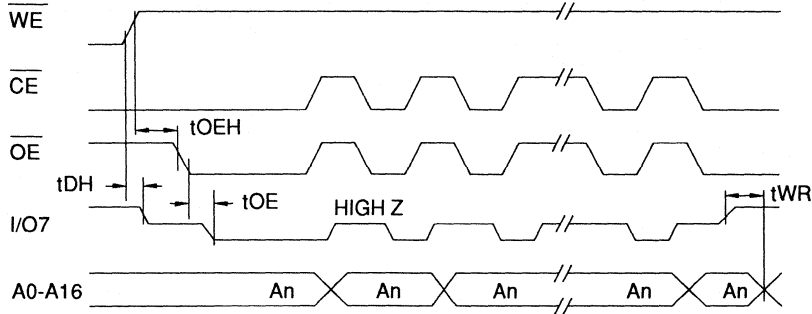 WE
CE
tOEH
OE
tDH
tOE
HIGH Z
tWR
I/O7
A0-A16 An An An An An